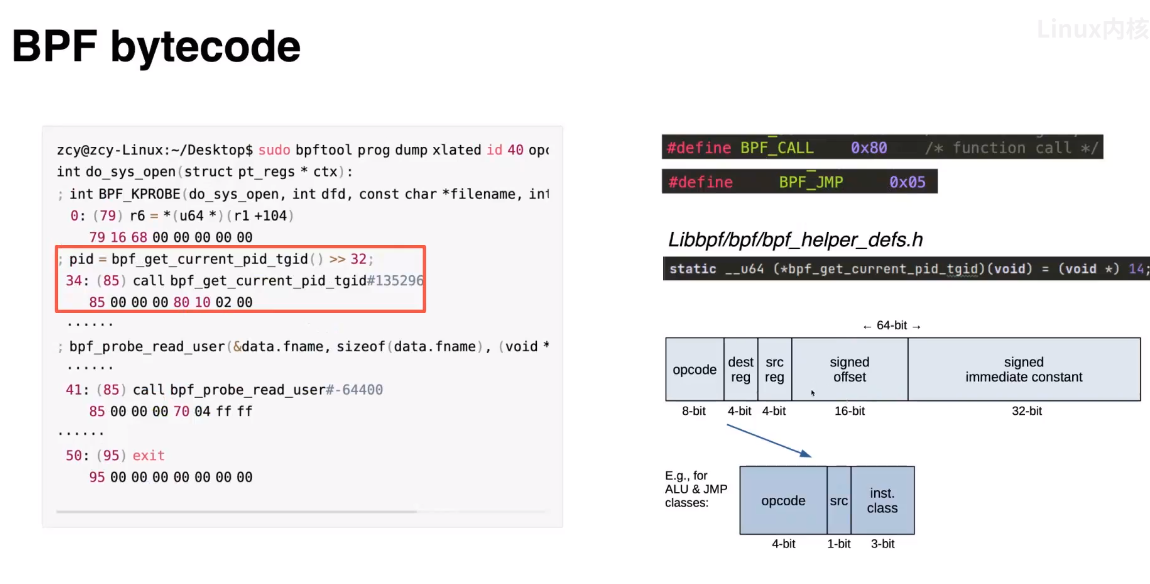 Linux内核
BPF bytecode
zcy@zcy-Linux:~/Desktop$ sudo bpftool prog dump xlated id 40 opc
int do_sys_open(struct pt_regs * ctx):
; int BPF_KPROBE(do_sys_open, int dfd, const char *filename, int
0: (79) r6 = *(u64 *)(r1 +104)
79 16 68 00 00 00 00 00
; pid = bpf_get_current_pid_tgid() >> 32;
34: (85) call bpf_get_current_pid_tgid#135296
85 00 00 00 80 10 02 00
······
; bpf_probe_read_user(&data.fname, sizeof(data.fname), (void *
······
41: (85) call bpf_probe_read_user#-64400
85 00 00 00 70 04 ff ff
······
50: (95) exit
95 00 00 00 00 00 00 00
#define BPF_CALL 0x80 /* function call */
#define BPF_JMP 0x05
Libbpf/bpf/bpf_helper_defs.h
static __u64 (*bpf_get_current_pid_tgid)(void) = (void *) 14;
← 64-bit →
opcode
dest reg
src reg
signed offset
signed immediate constant
8-bit 4-bit 4-bit 16-bit 32-bit
E.g., for
ALU & JMP
classes:
opcode
src
inst. class
4-bit 1-bit 3-bit